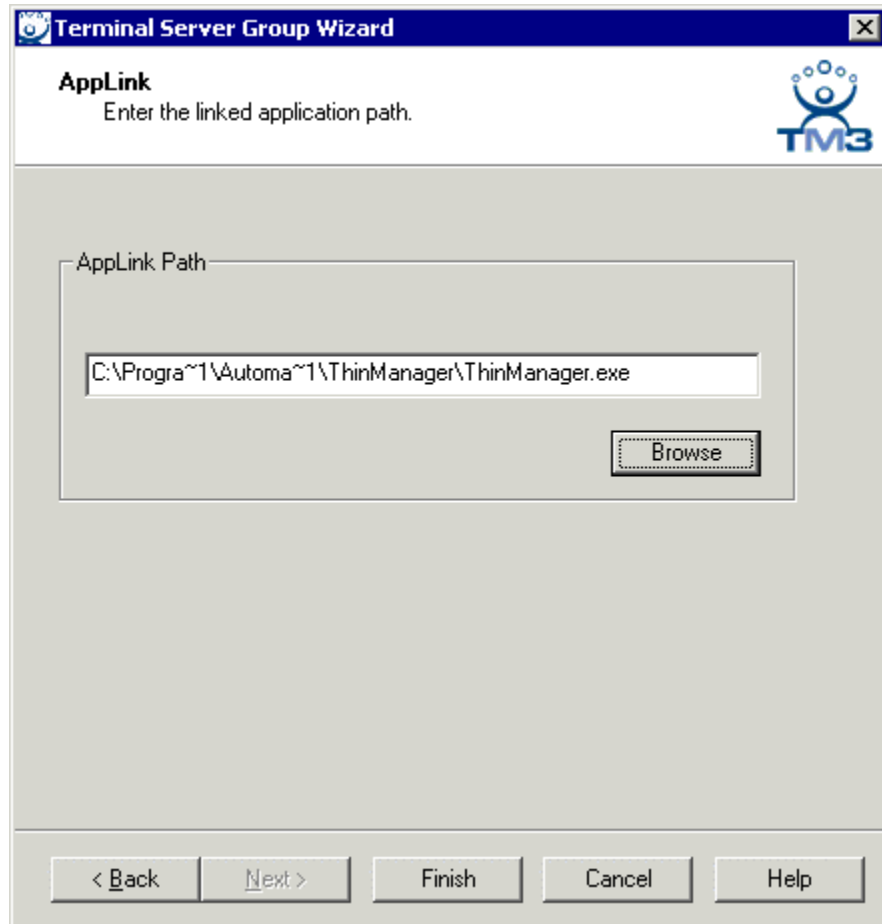 Terminal Server Group Wizard
AppLink
Enter the linked application path.
TM3
AppLink Path
C:\Progra~1\Automa~1\ThinManager\ThinManager.exe
Browse
< Back Next > Finish Cancel Help